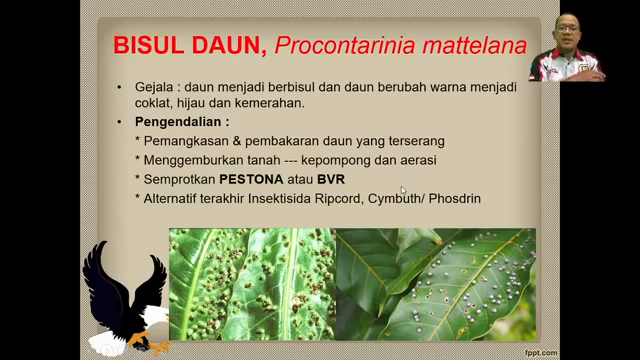 BISUL DAUN, Procontarinia mattelana
• Gejala : daun menjadi berbisul dan daun berubah warna menjadi
coklat, hijau dan kemerahan.
• Pengendalian :
* Pemangkasan & pembakaran daun yang terserang
* Menggemburkan tanah --- kepompong dan aerasi
* Semprotkan PESTONA atau BVR
* Alternatif terakhir Insektisida Ripcord, Cymbuth/ Phosdrin
fppt.com